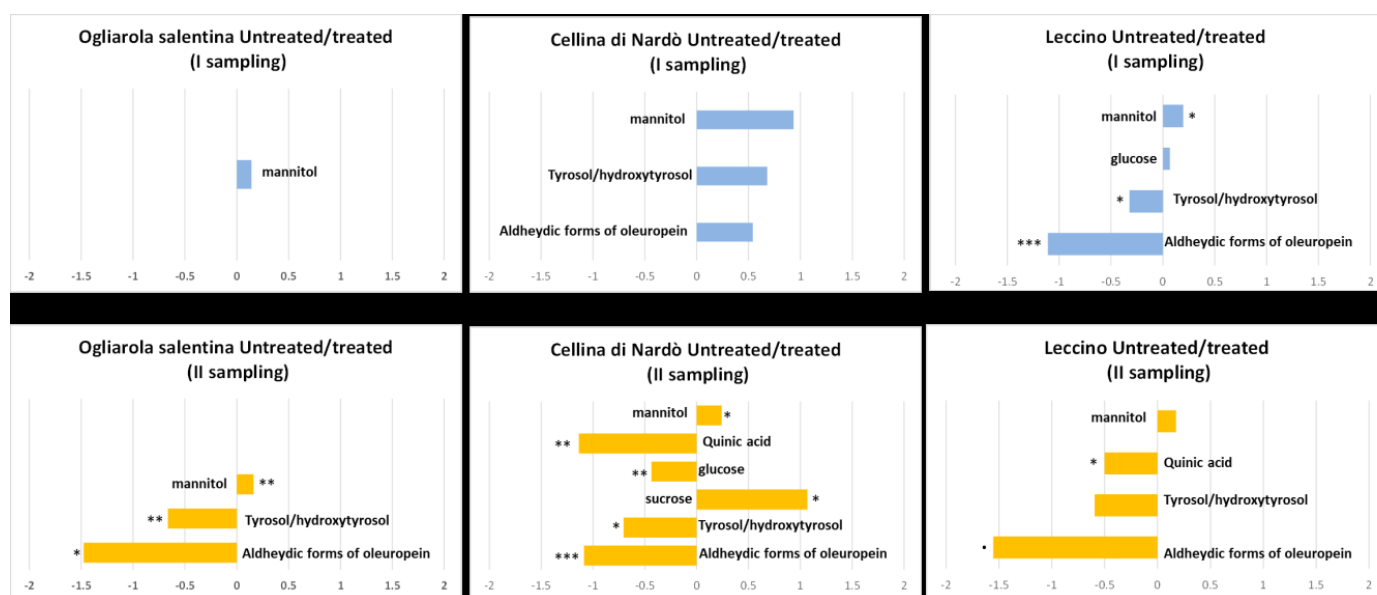 Ogliarola salentina Untreated/treated
(I sampling)
mannitol
-2 -1.5 -1 -0.5 0 0.5 1 1.5 2
Cellina di Nardò Untreated/treated
(I sampling)
mannitol
Tyrosol/hydroxytyrosol
Aldheydic forms of oleuropein
-2 -1.5 -1 -0.5 0 0.5 1 1.5 2
Leccino Untreated/treated
(I sampling)
mannitol *
glucose
* Tyrosol/hydroxytyrosol
*** Aldheydic forms of oleuropein
-2 -1.5 -1 -0.5 0 0.5 1 1.5 2
Ogliarola salentina Untreated/treated
(II sampling)
mannitol **
** Tyrosol/hydroxytyrosol
* Aldheydic forms of oleuropein
-2 -1.5 -1 -0.5 0 0.5 1 1.5 2
Cellina di Nardò Untreated/treated
(II sampling)
mannitol *
** Quinic acid
** glucose
sucrose *
* Tyrosol/hydroxytyrosol
*** Aldheydic forms of oleuropein
-2 -1.5 -1 -0.5 0 0.5 1 1.5 2
Leccino Untreated/treated
(II sampling)
mannitol
* Quinic acid
Tyrosol/hydroxytyrosol
. Aldheydic forms of oleuropein
-2 -1.5 -1 -0.5 0 0.5 1 1.5 2